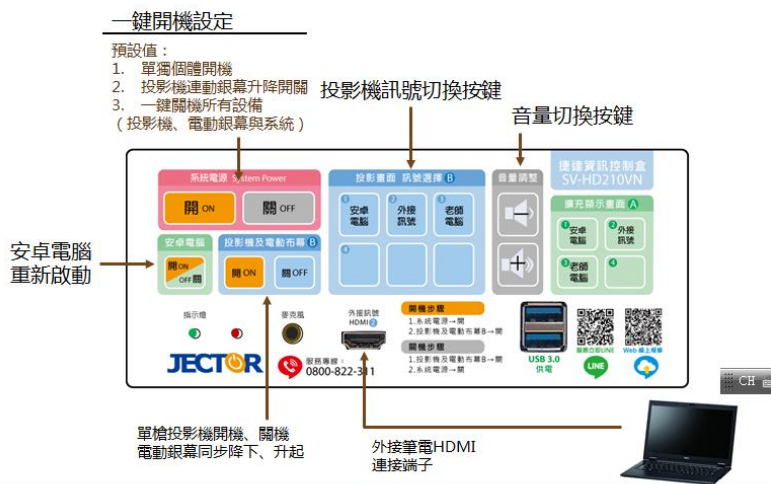 一鍵開機設定
預設值：
1. 單獨個體開機
2. 投影機連動銀幕升降開關
3. 一鍵關機所有設備
（投影機、電動銀幕與系統）
投影機訊號切換按鍵
音量切換按鍵
系統電源 System Power
開 ON
關 OFF
投影畫面 訊號選擇 B
1 安卓電腦
2 外接訊號
3 老師電腦
4
音量調整
捷達資訊控制盒
SV-HD210VN
擴充顯示畫面 A
1 安卓電腦
2 外接訊號
3 老師電腦
4
安卓電腦
重新啟動
安卓電腦
開 ON
OFF 關
投影機及電動布幕 B
開 ON
關 OFF
指示燈
麥克風
外接訊號
HDMI 2
開機步驟
1.系統電源→開
2.投影機及電動布幕B→開
1.投影機及電動布幕B→關
2.系統電源→關
USB 3.0
供電
LINE
Web 線上報修
JECTOR
服務專線：
0800-822-311
CH
單槍投影機開機、關機
電動銀幕同步降下、升起
外接筆電HDMI
連接端子